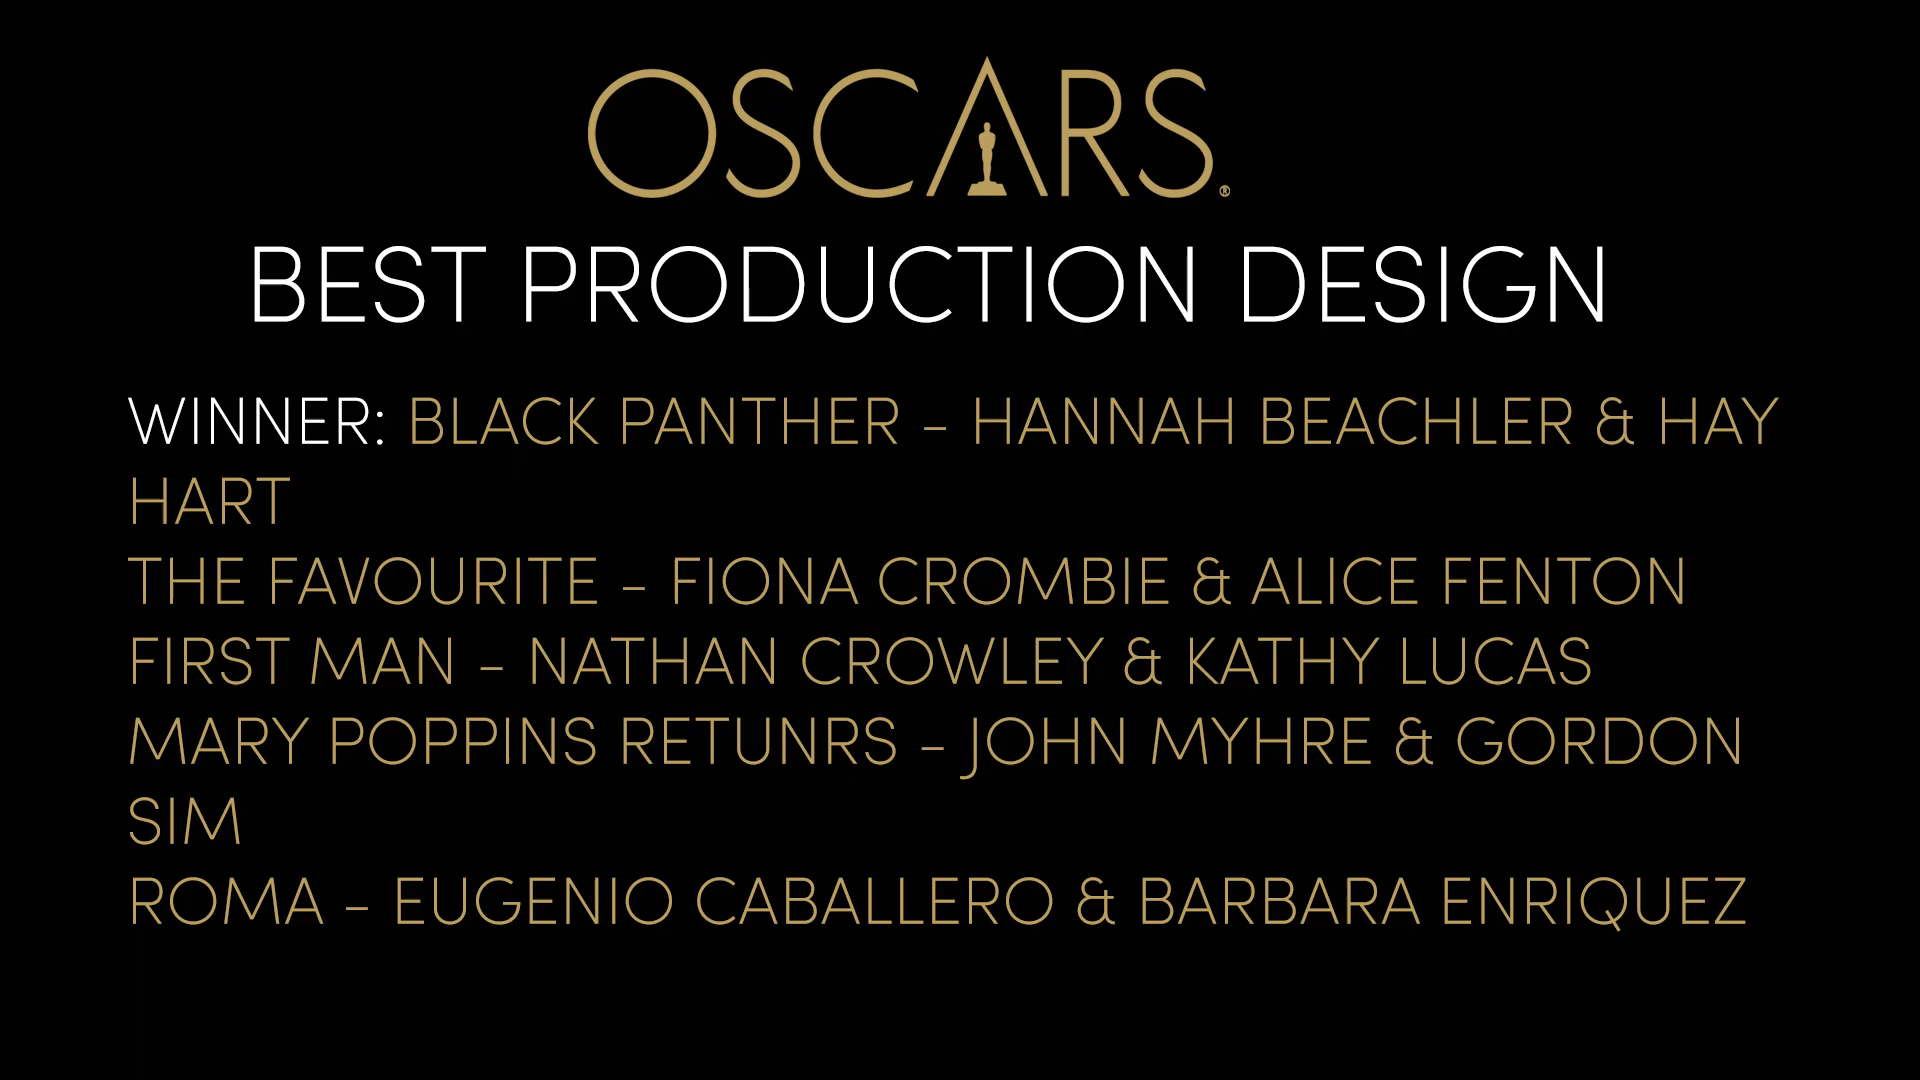 OSCARS®
BEST PRODUCTION DESIGN
WINNER: BLACK PANTHER - HANNAH BEACHLER & HAY
HART
THE FAVOURITE - FIONA CROMBIE & ALICE FENTON
FIRST MAN - NATHAN CROWLEY & KATHY LUCAS
MARY POPPINS RETUNRS - JOHN MYHRE & GORDON
SIM
ROMA - EUGENIO CABALLERO & BARBARA ENRIQUEZ